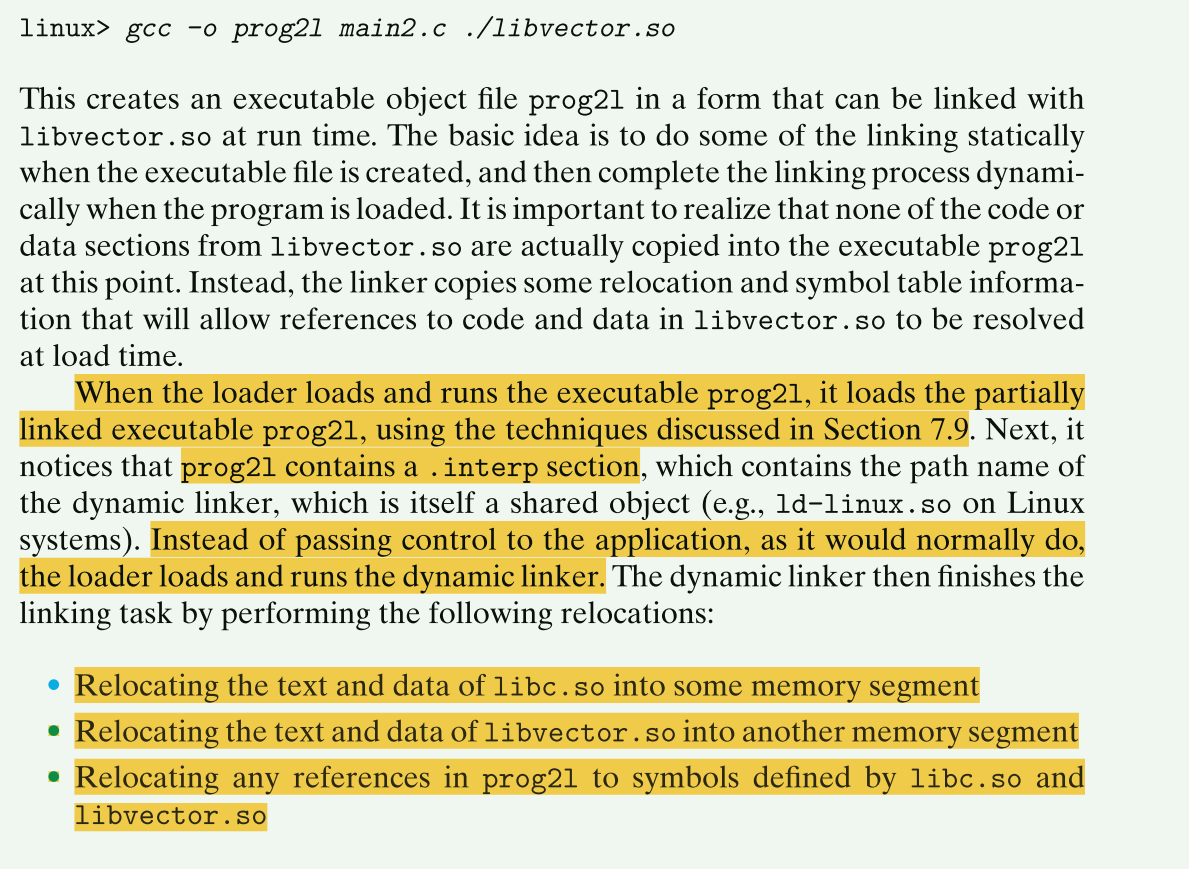 linux> gcc -o prog2l main2.c ./libvector.so
This creates an executable object file prog2l in a form that can be linked with
libvector.so at run time. The basic idea is to do some of the linking statically
when the executable file is created, and then complete the linking process dynami-
cally when the program is loaded. It is important to realize that none of the code or
data sections from libvector.so are actually copied into the executable prog2l
at this point. Instead, the linker copies some relocation and symbol table informa-
tion that will allow references to code and data in libvector.so to be resolved
at load time.
When the loader loads and runs the executable prog2l, it loads the partially
linked executable prog2l, using the techniques discussed in Section 7.9. Next, it
notices that prog2l contains a .interp section, which contains the path name of
the dynamic linker, which is itself a shared object (e.g., ld-linux.so on Linux
systems). Instead of passing control to the application, as it would normally do,
the loader loads and runs the dynamic linker. The dynamic linker then finishes the
linking task by performing the following relocations:
• Relocating the text and data of libc.so into some memory segment
• Relocating the text and data of libvector.so into another memory segment
• Relocating any references in prog2l to symbols defined by libc.so and
libvector.so